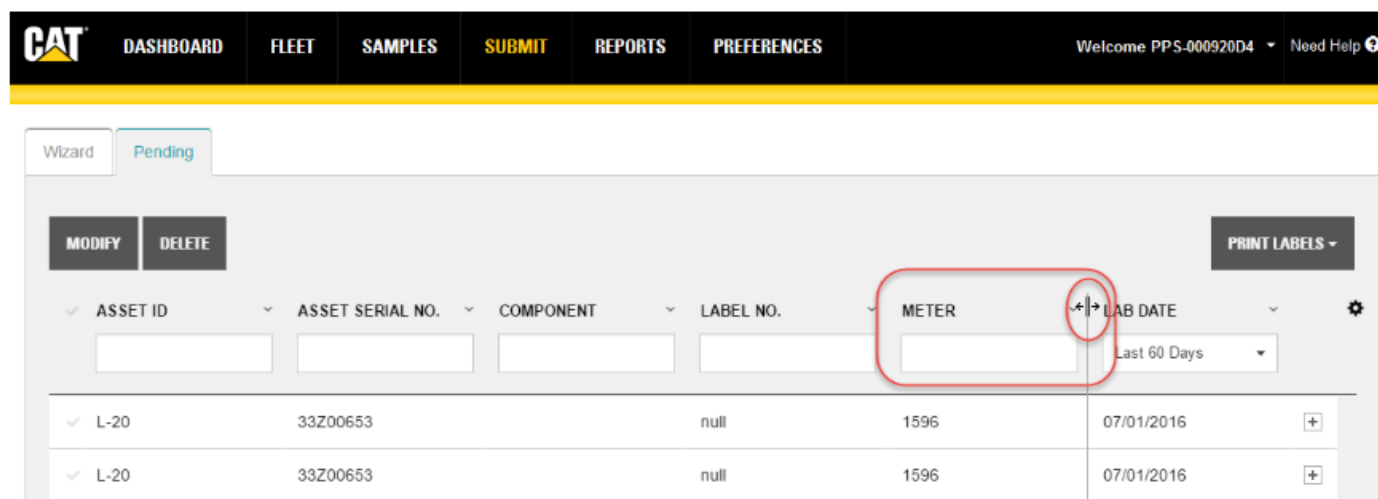 CAT DASHBOARD FLEET SAMPLES SUBMIT REPORTS PREFERENCES Welcome PPS-000920D4 Need Help
Wizard Pending
MODIFY DELETE PRINT LABELS
ASSET ID ASSET SERIAL NO. COMPONENT LABEL NO. METER LAB DATE
Last 60 Days
L-20 33Z00653 null 1596 07/01/2016
L-20 33Z00653 null 1596 07/01/2016